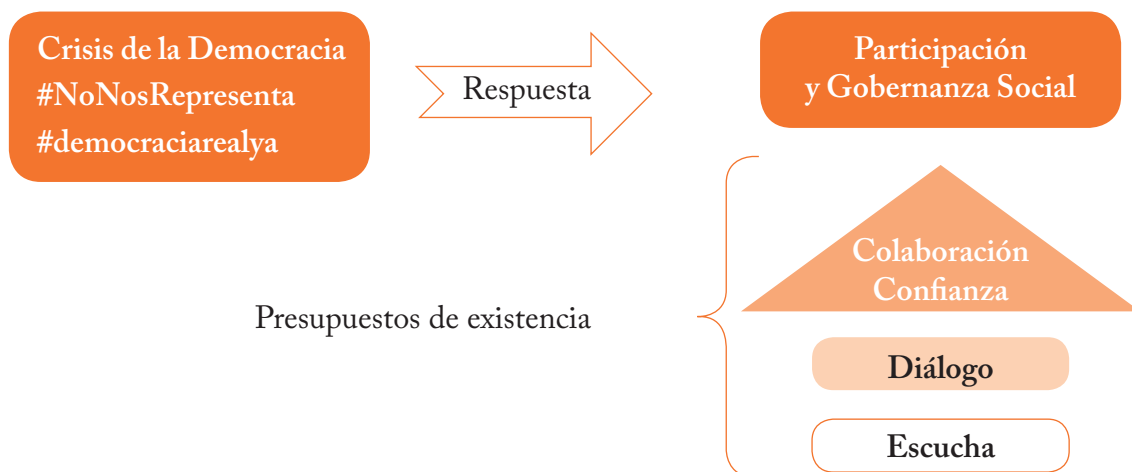 Crisis de la Democracia
#NoNosRepresenta
#democraciarealya
Respuesta
Participación
y Gobernanza Social
Colaboración
Confianza
Presupuestos de existencia
Diálogo
Escucha